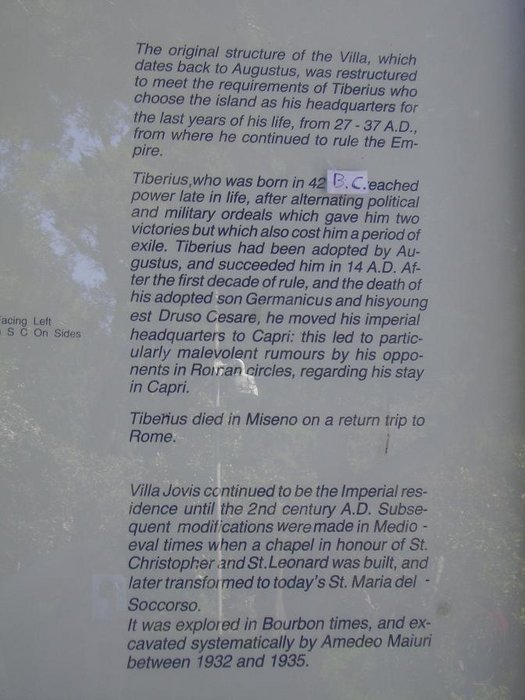 The original structure of the Villa, which
dates back to Augustus, was restructured
to meet the requirements of Tiberius who
choose the island as his headquarters for
the last years of his life, from 27 - 37 A.D.,
from where he continued to rule the Em-
pire.
Tiberius,who was born in 42 B.C.eached
power late in life, after alternating political
and military ordeals which gave him two
victories but which also cost him a period of
exile. Tiberius had been adopted by Au-
gustus, and succeeded him in 14 A.D. Af-
ter the first decade of rule, and the death of
his adopted son Germanicus and hisyoung
est Druso Cesare, he moved his imperial
headquarters to Capri: this led to partic-
ularly malevolent rumours by his oppo-
nents in Roman circles, regarding his stay
in Capri.
Tiberius died in Miseno on a return trip to
Rome.
Villa Jovis continued to be the Imperial res-
idence until the 2nd century A.D. Subse-
quent modifications were made in Medio -
eval times when a chapel in honour of St.
Christopher and St.Leonard was built, and
later transformed to today's St. Maria del -
Soccorso.
It was explored in Bourbon times, and ex-
cavated systematically by Amedeo Maiuri
between 1932 and 1935.
acing Left
S C On Sides